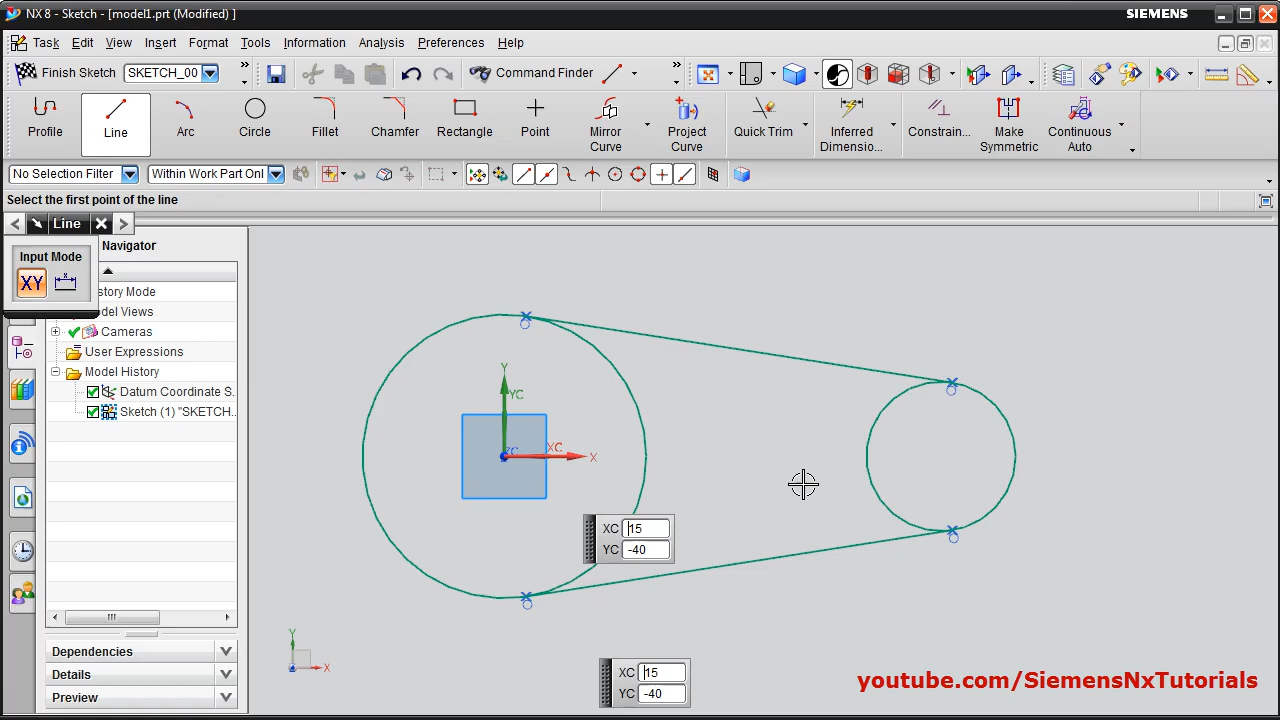 NX 8 - Sketch - [model1.prt (Modified) ]
SIEMENS
Task Edit View Insert Format Tools Information Analysis Preferences Help
Finish Sketch SKETCH_00 Command Finder
Profile Line Arc Circle Fillet Chamfer Rectangle Point Mirror Curve Project Curve Quick Trim Inferred Dimensio... Constrain... Make Symmetric Continuous Auto
No Selection Filter Within Work Part Onl
Select the first point of the line
Line
Navigator
Input Mode
XY
story Mode
del Views
Cameras
User Expressions
Model History
Datum Coordinate S.
Sketch (1) "SKETCH..
Dependencies
Details
Preview
Y
YC
XC
X
XC 15
YC -40
Y
X
XC 15
YC -40
youtube.com/SiemensNxTutorials